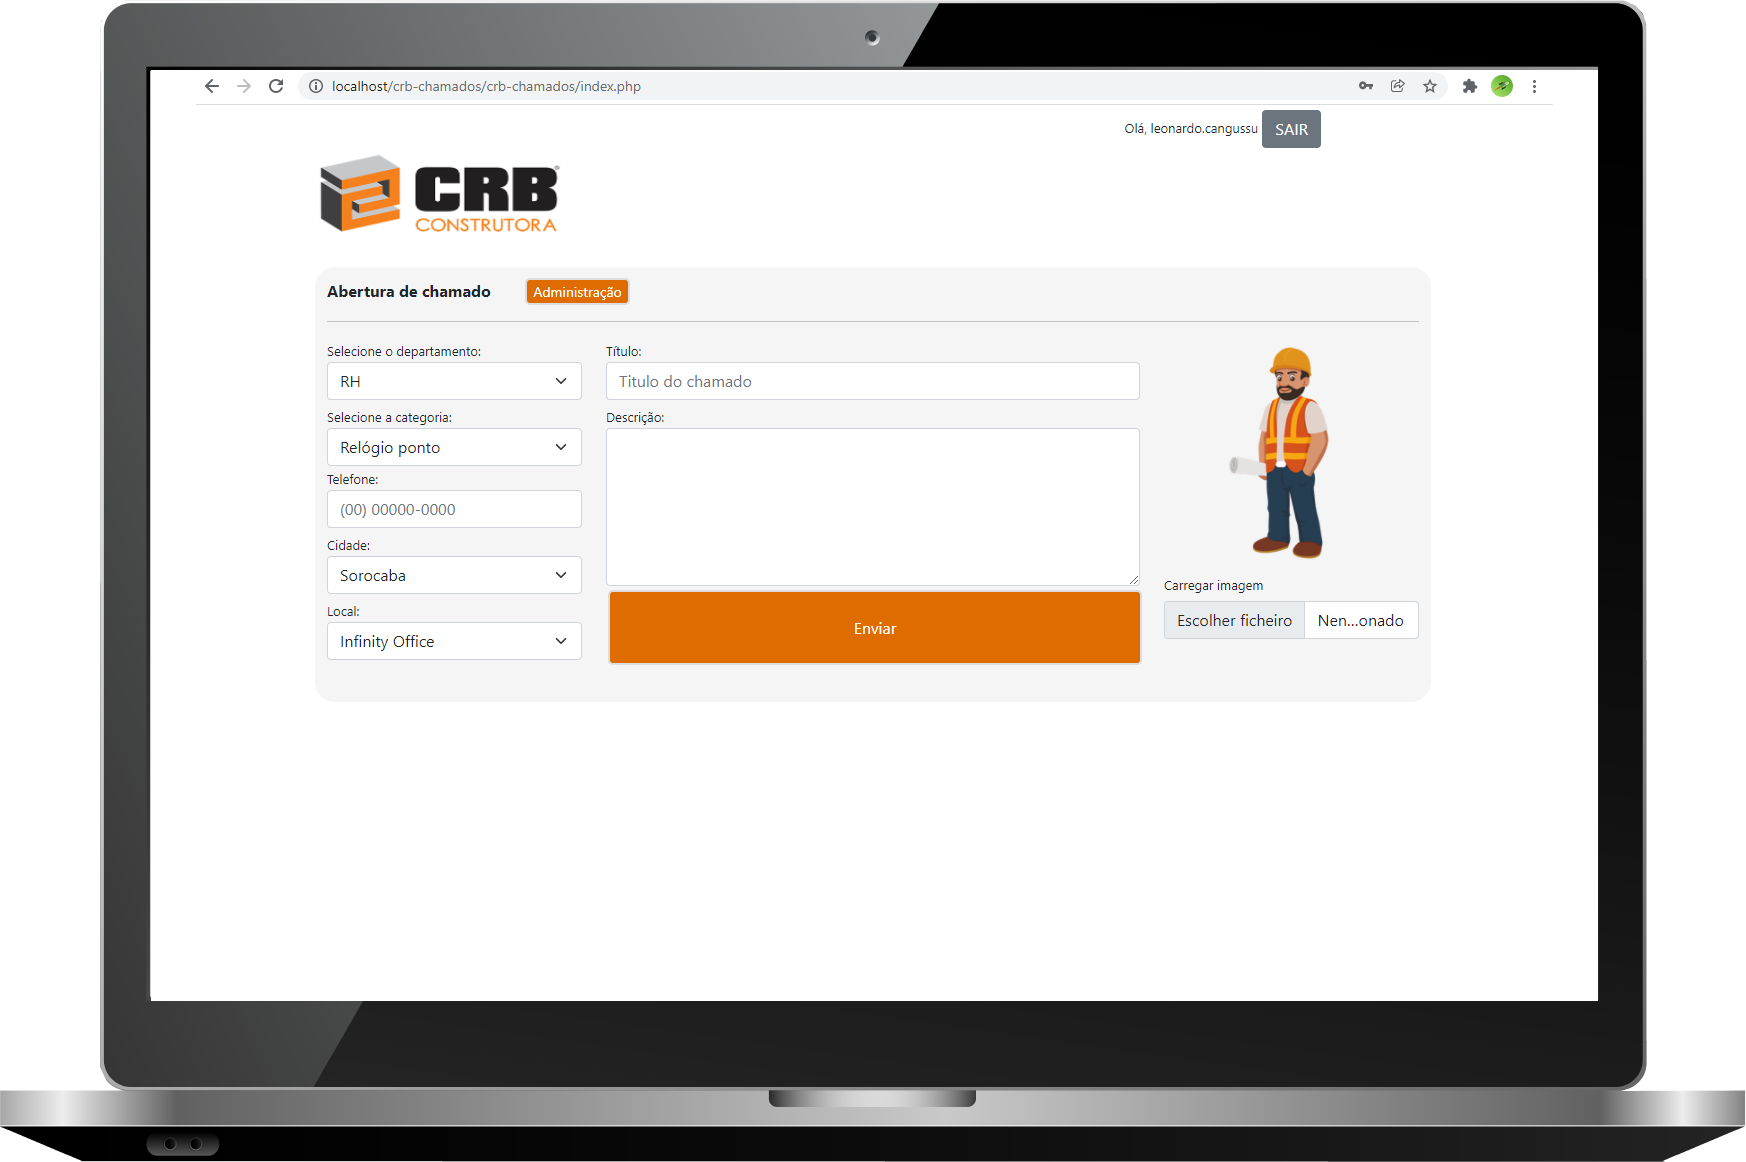 localhost/crb-chamados/crb-chamados/index.php
Olá, leonardo.cangussu SAIR
CRB
CONSTRUTORA
Abertura de chamado Administração
Selecione o departamento:
RH
Selecione a categoria:
Relógio ponto
Telefone:
(00) 00000-0000
Cidade:
Sorocaba
Local:
Infinity Office
Título:
Titulo do chamado
Descrição:
Enviar
Carregar imagem
Escolher ficheiro Nen...onado